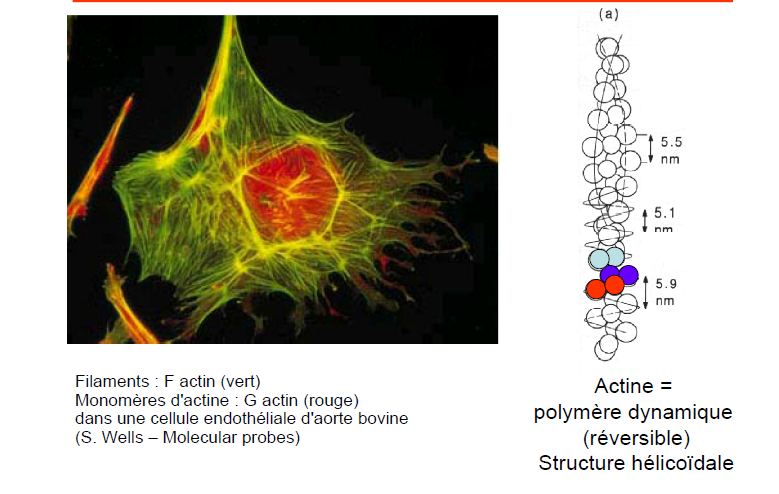 (a)
5.5
nm
5.1
nm
5.9
nm
Filaments : F actin (vert)
Monomères d'actine : G actin (rouge)
dans une cellule endothéliale d'aorte bovine
(S. Wells – Molecular probes)
Actine =
polymère dynamique
(réversible)
Structure hélicoïdale